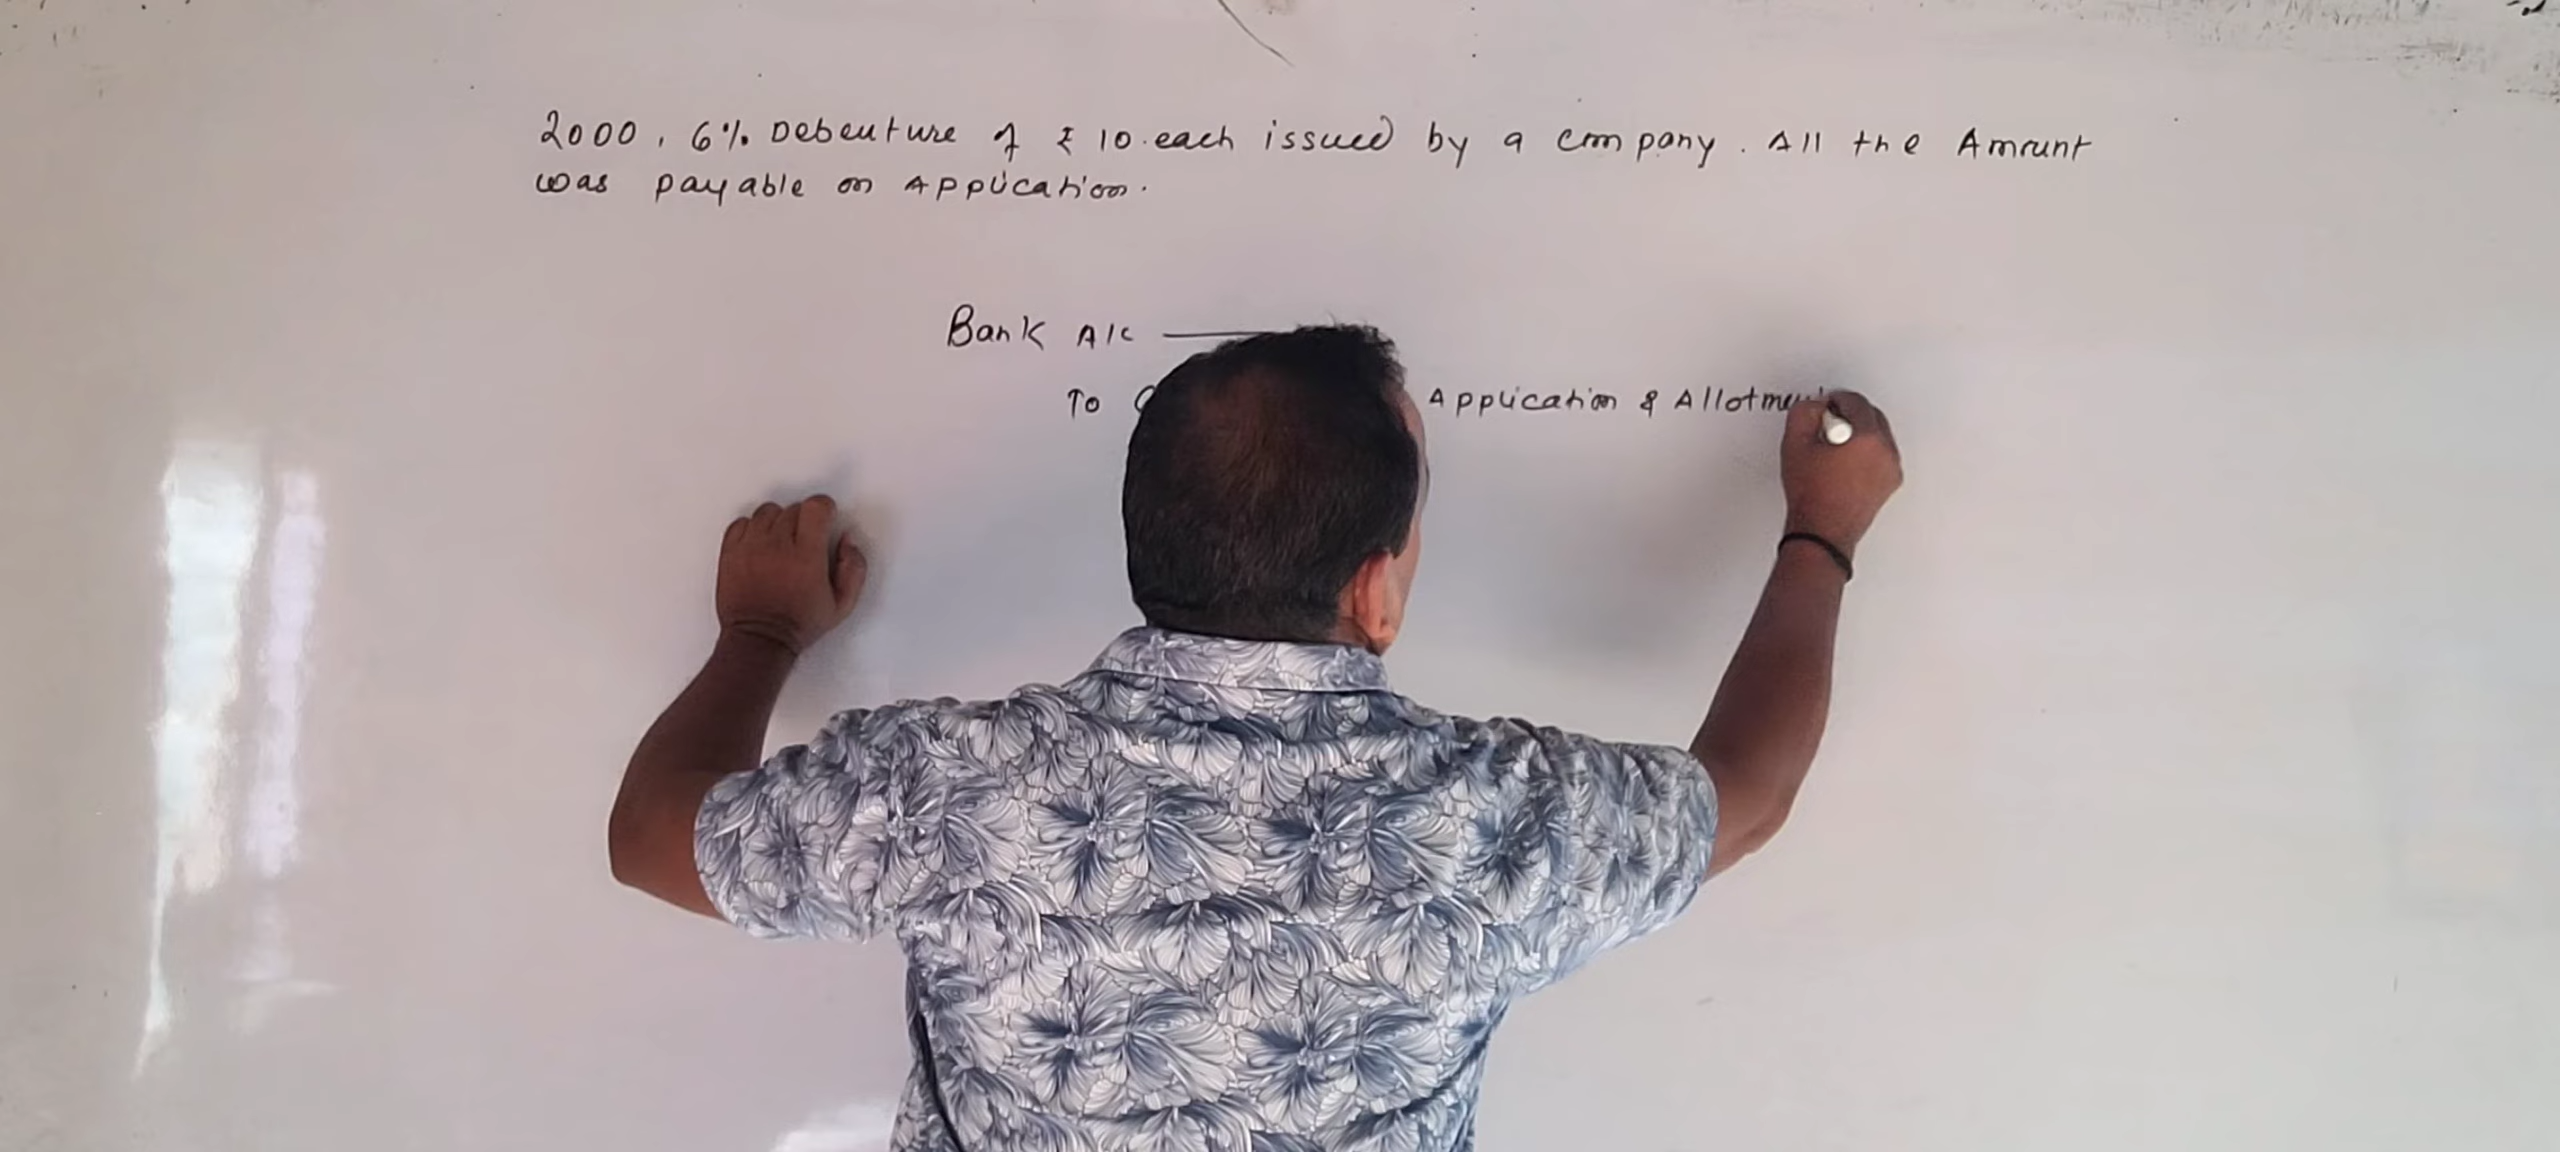 2000, 6% Debenture of ₹ 10 each issued by a company. All the Amount
was payable on Application.
Bank A/c
To Application & Allotment